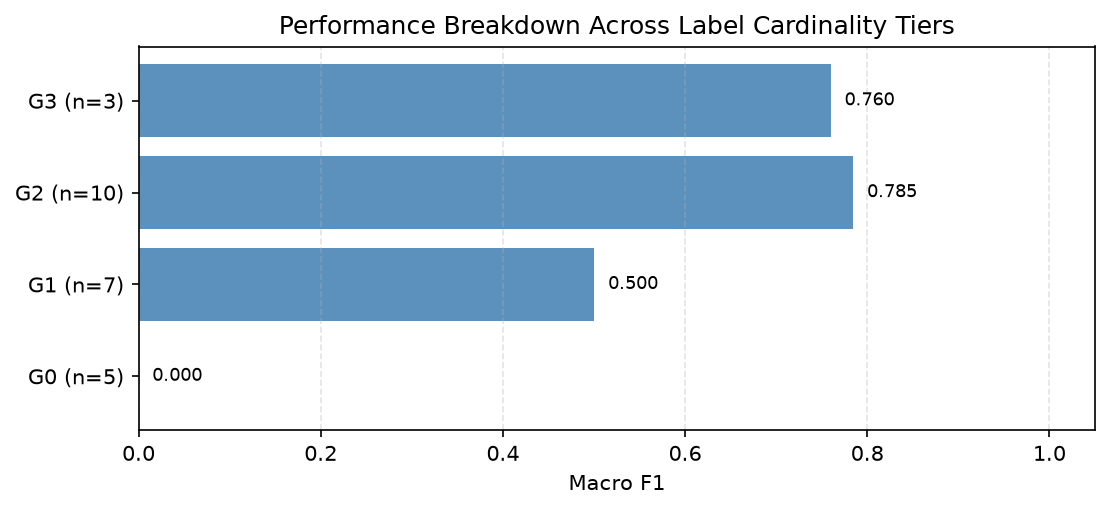 Performance Breakdown Across Label Cardinality Tiers
G3 (n=3) 0.760
G2 (n=10) 0.785
G1 (n=7) 0.500
G0 (n=5) 0.000
0.0 0.2 0.4 0.6 0.8 1.0
Macro F1